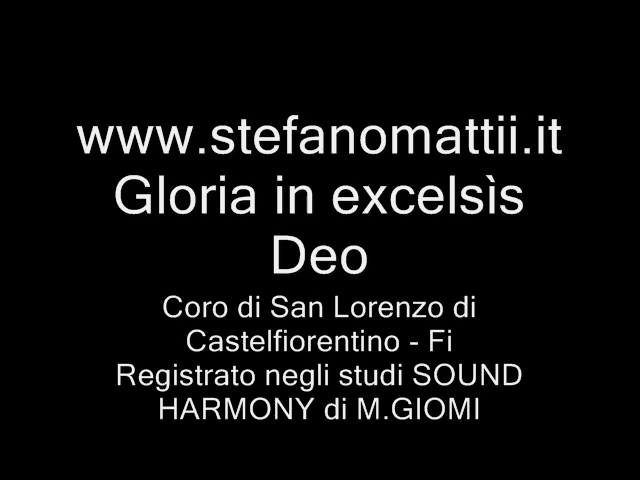 www.stefanomattii.it
Gloria in excelsìs
Deo
Coro di San Lorenzo di
Castelfiorentino - Fi
Registrato negli studi SOUND
HARMONY di M.GIOMI